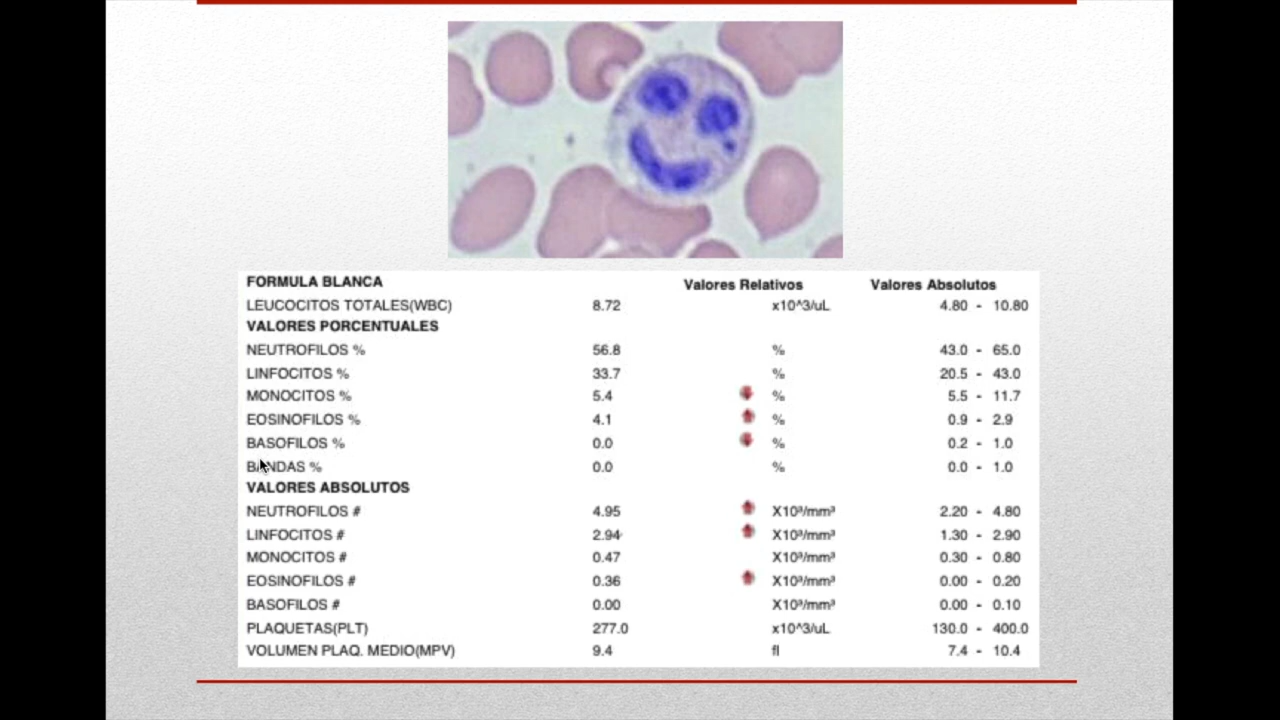 FORMULA BLANCA Valores Relativos Valores Absolutos
LEUCOCITOS TOTALES(WBC) 8.72 x10^3/uL 4.80 - 10.80
VALORES PORCENTUALES
NEUTROFILOS % 56.8 % 43.0 - 65.0
LINFOCITOS % 33.7 % 20.5 - 43.0
MONOCITOS % 5.4 % 5.5 - 11.7
EOSINOFILOS % 4.1 % 0.9 - 2.9
BASOFILOS % 0.0 % 0.2 - 1.0
BANDAS % 0.0 % 0.0 - 1.0
VALORES ABSOLUTOS
NEUTROFILOS # 4.95 X10³/mm³ 2.20 - 4.80
LINFOCITOS # 2.94 X10³/mm³ 1.30 - 2.90
MONOCITOS # 0.47 X10³/mm³ 0.30 - 0.80
EOSINOFILOS # 0.36 X10³/mm³ 0.00 - 0.20
BASOFILOS # 0.00 X10³/mm³ 0.00 - 0.10
PLAQUETAS(PLT) 277.0 x10^3/uL 130.0 - 400.0
VOLUMEN PLAQ. MEDIO(MPV) 9.4 fl 7.4 - 10.4